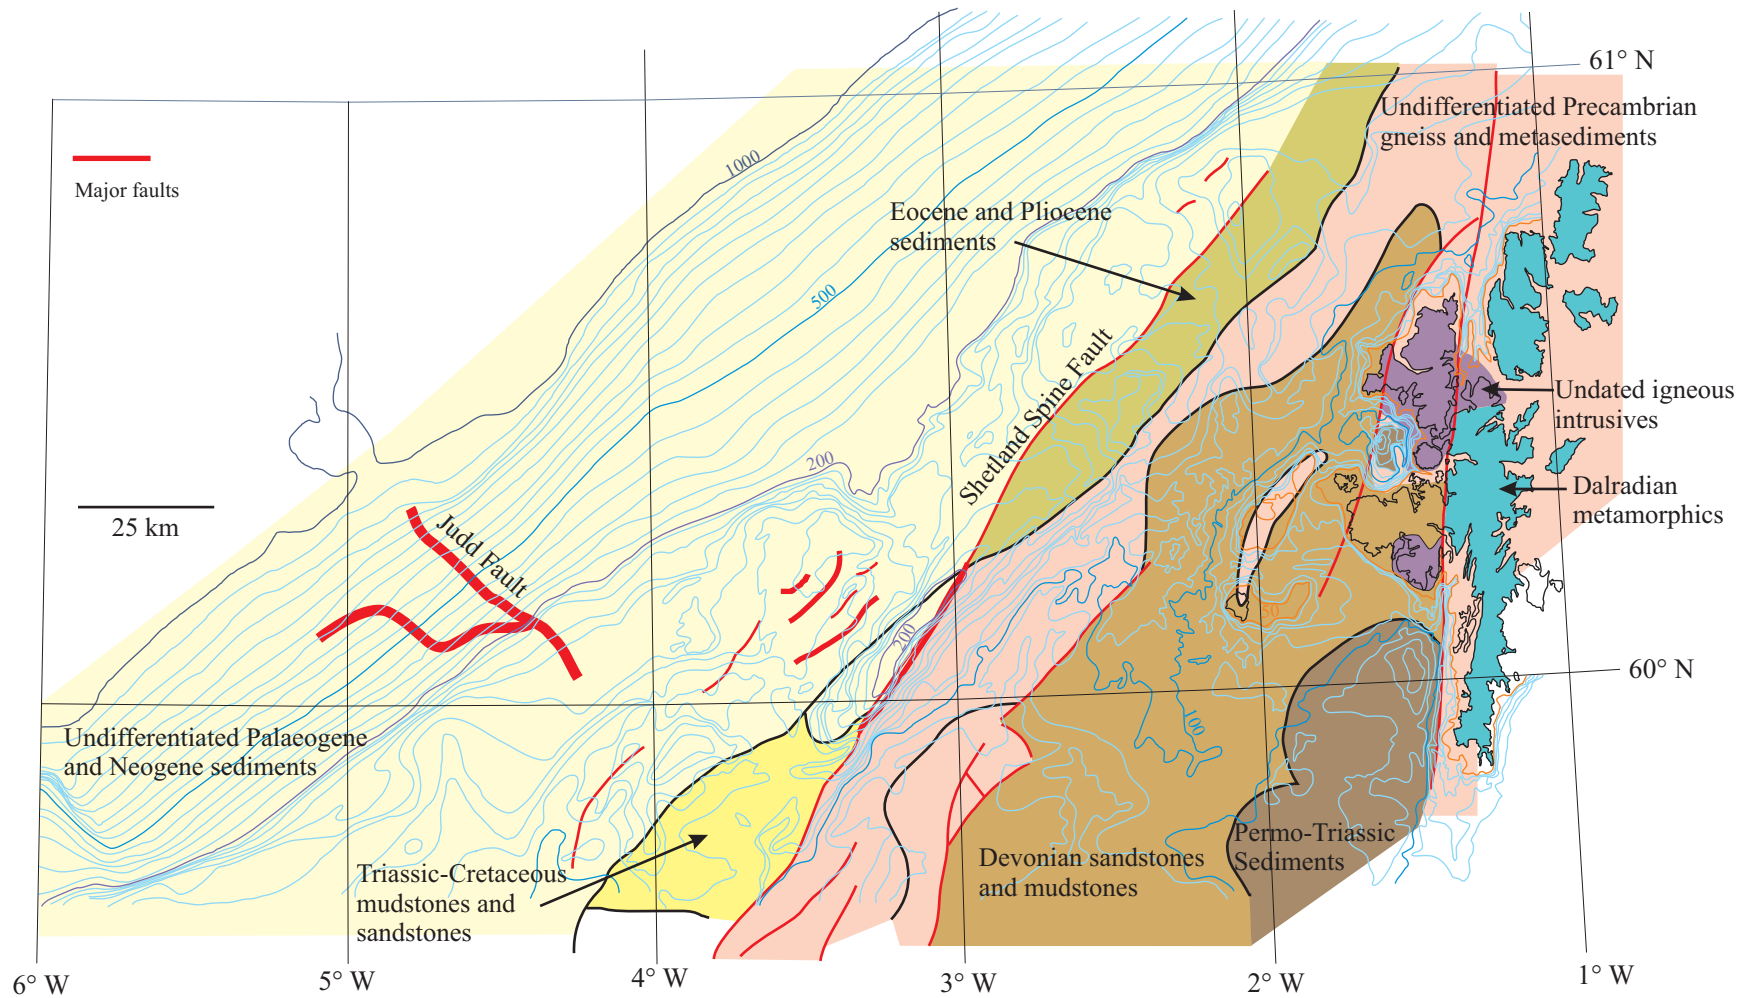 61° N
Undifferentiated Precambrian
gneiss and metasediments
1000
Major faults
Eocene and Pliocene
sediments
500
Shetland Spine Fault
Undated igneous
intrusives
200
Dalradian
metamorphics
25 km
Judd Fault
50
200
60° N
100
Undifferentiated Palaeogene
and Neogene sediments
Permo-Triassic
Sediments
Devonian sandstones
and mudstones
Triassic-Cretaceous
mudstones and
sandstones
6° W
5° W
4° W
3° W
2° W
1° W